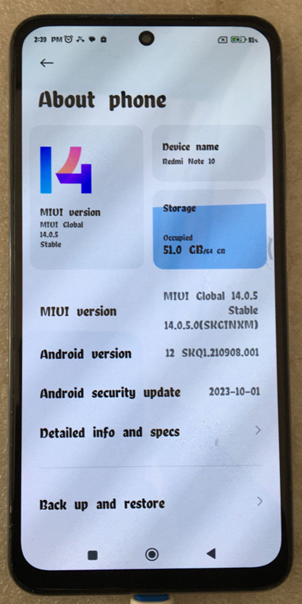 2:39 PM
About phone
14
MIUI version
MIUI Global
14.0.5
Stable
Device name
Redmi Note 10
Storage
Occupied
51.0 GB/64 GB
MIUI version
MIUI Global 14.0.5
Stable
14.0.5.0(SKGINXM)
Android version
12 SKQ1.210908.001
Android security update
2023-10-01
Detailed info and specs
Back up and restore